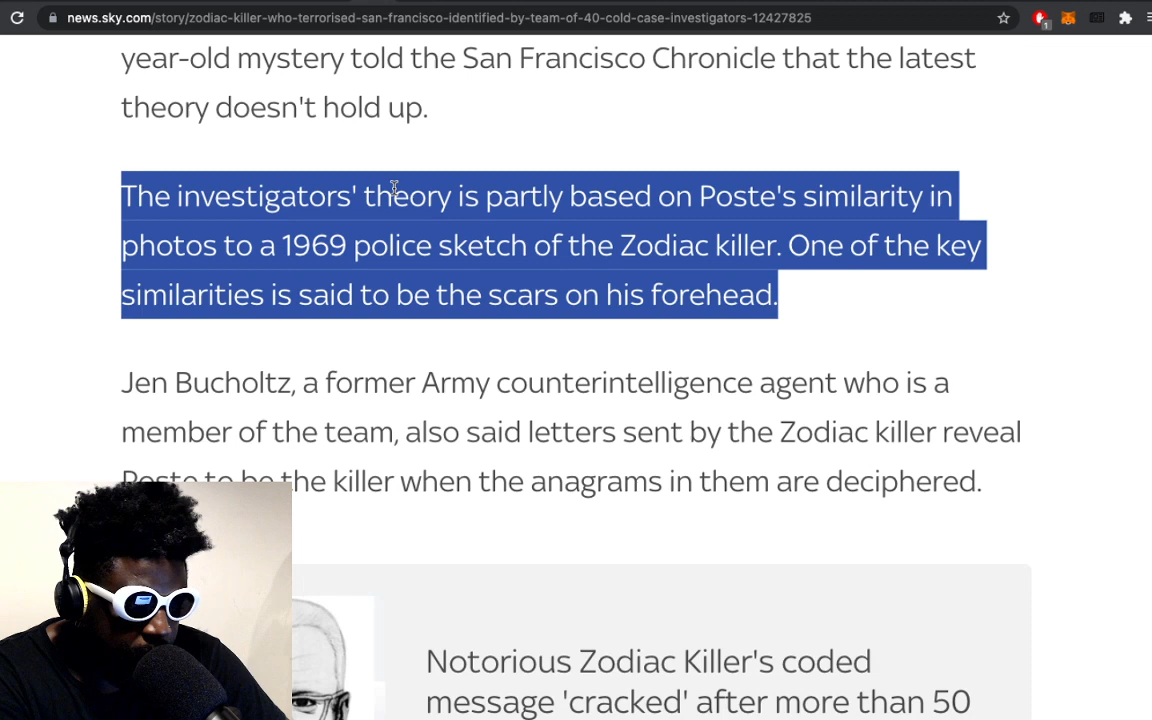 news.sky.com/story/zodiac-killer-who-terrorised-san-francisco-identified-by-team-of-40-cold-case-investigators-12427825
1
year-old mystery told the San Francisco Chronicle that the latest
theory doesn't hold up.
The investigators' theory is partly based on Poste's similarity in
photos to a 1969 police sketch of the Zodiac killer. One of the key
similarities is said to be the scars on his forehead.
Jen Bucholtz, a former Army counterintelligence agent who is a
member of the team, also said letters sent by the Zodiac killer reveal
Poste to be the killer when the anagrams in them are deciphered.
Notorious Zodiac Killer's coded
message 'cracked' after more than 50